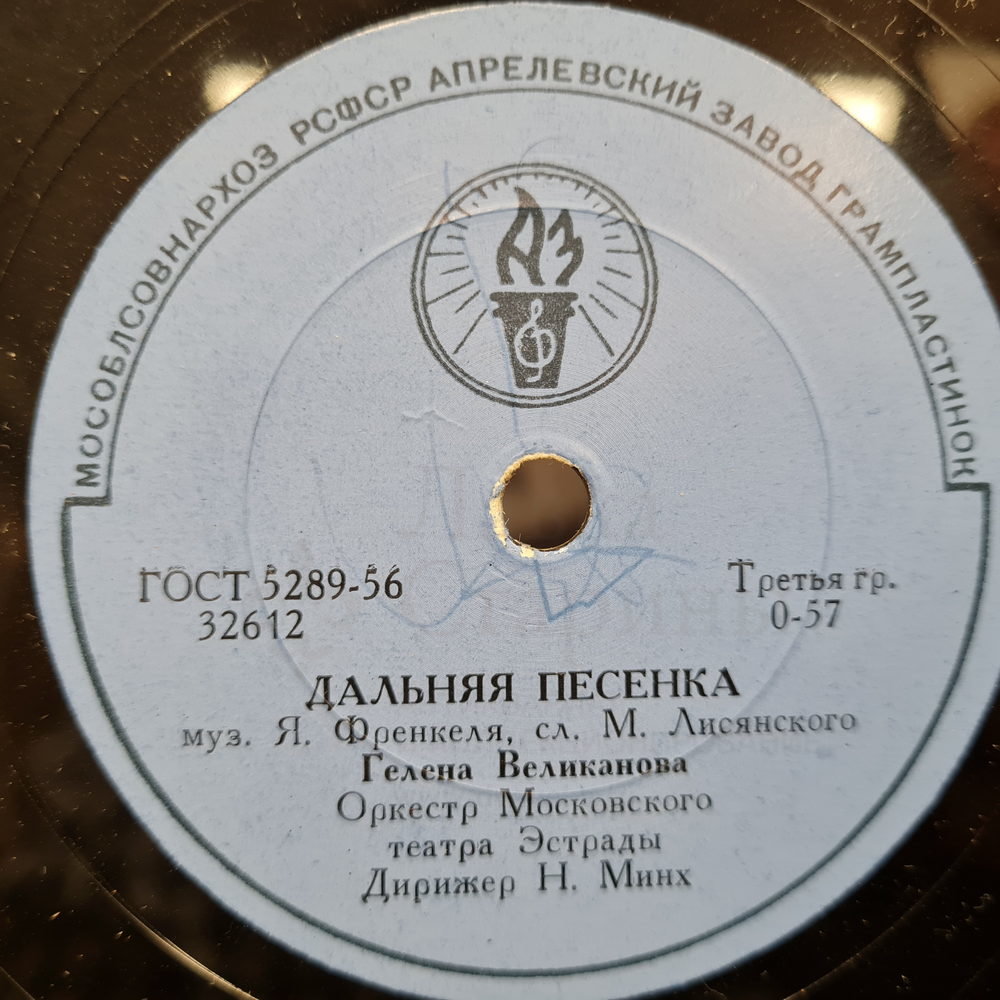 МОСОБЛСОВНАРХОЗ РСФСР АПРЕЛЕВСКИЙ ЗАВОД ГРАМПЛАСТИНОК
АЗ
ГОСТ 5289-56
32612
Третья гр.
0-57
ДАЛЬНЯЯ ПЕСЕНКА
муз. Я. Френкеля, сл. М. Лисянского
Гелена Великанова
Оркестр Московского
театра Эстрады
Дирижер Н. Минх